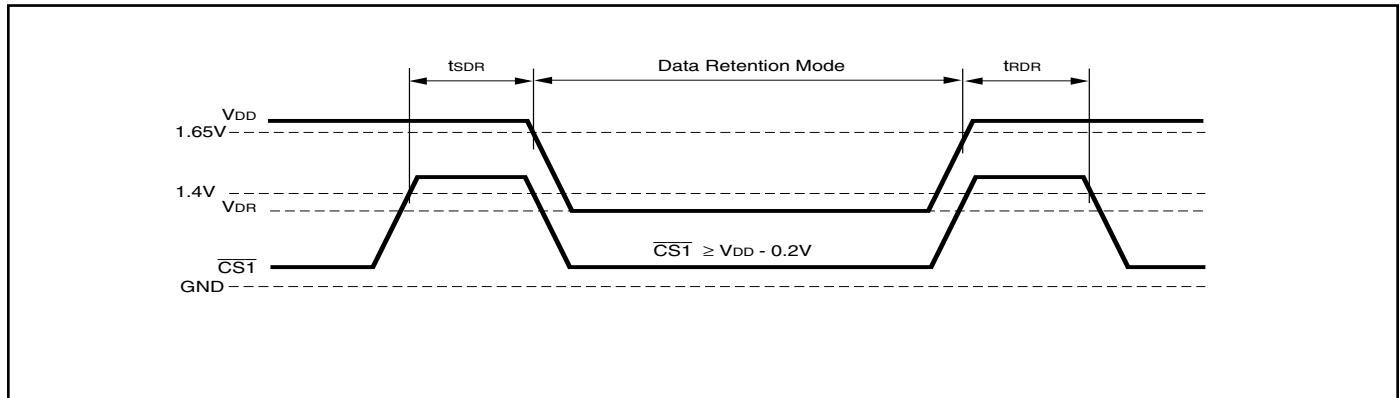 tSDR Data Retention Mode tRDR
VDD
1.65V
1.4V
VDR
CS1 ≥ VDD - 0.2V
CS1
GND